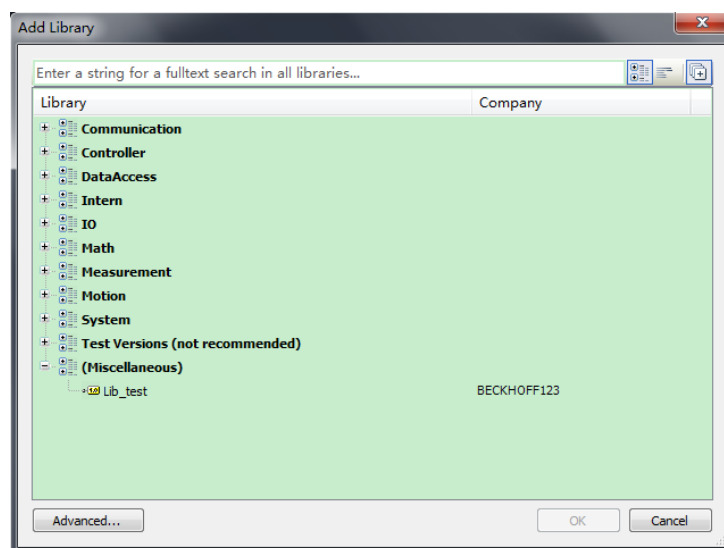 Add Library
Enter a string for a fulltext search in all libraries...
Library Company
Communication
Controller
DataAccess
Intern
IO
Math
Measurement
Motion
System
Test Versions (not recommended)
(Miscellaneous)
Lib_test BECKHOFF123
Advanced... OK Cancel